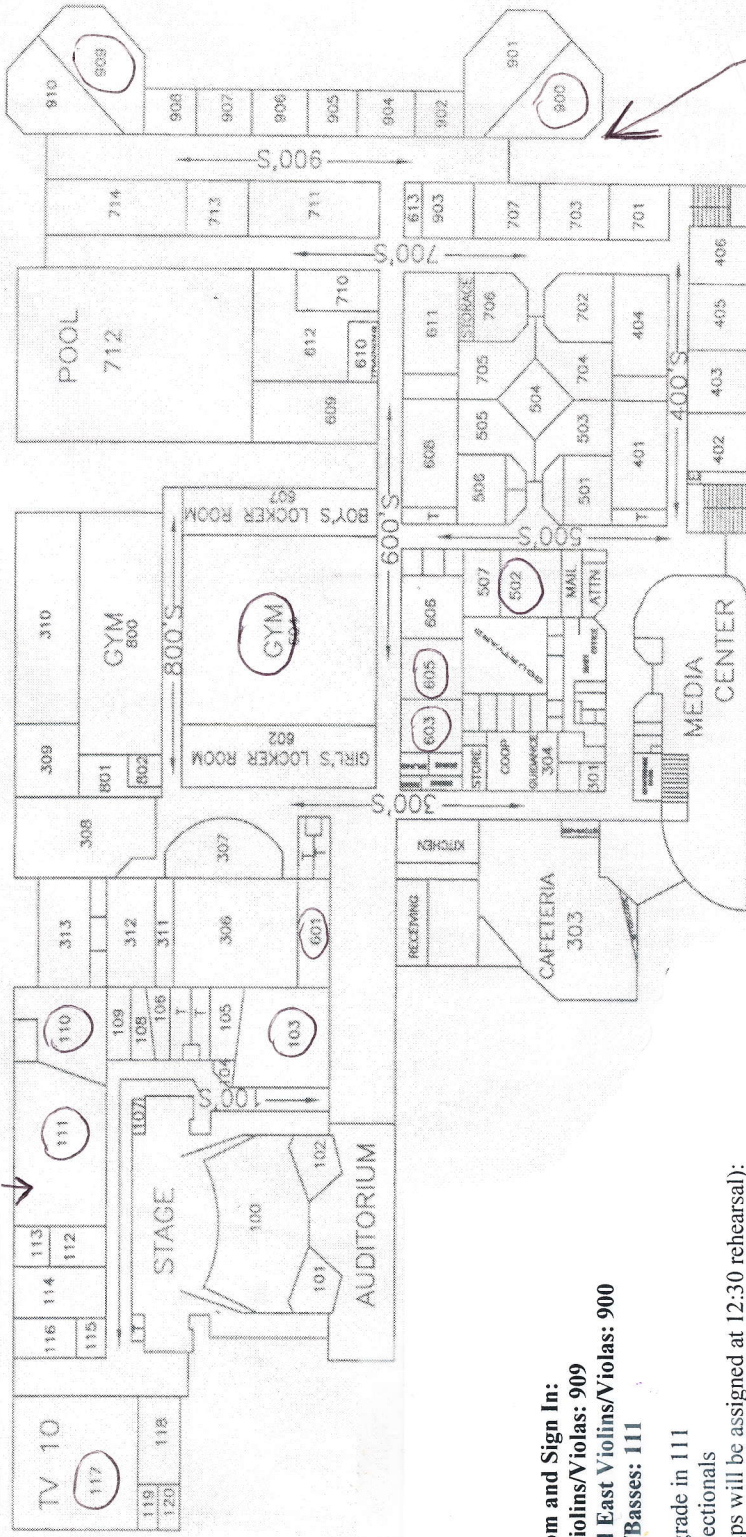 910
909
908
907
906
905
904
902
901
900
900'S
714
713
711
613
903
707
703
701
700'S
POOL
712
710
612
610
TRAINING
609
611
STORAGE
706
702
404
705
504
704
608
505
503
401
506
501
T
406
405
403
402
E
400'S
500'S
600'S
BOY'S LOCKER ROOM
607
310
GYM
800
800'S
GYM
GIRL'S LOCKER ROOM
602
309
801
802
606
507
502
MAIL
ATTN
605
603
COURTYARD
STORE
COOP
GUIDANCE
304
301
MEDIA
CENTER
300'S
308
307
T
T
313
312
311
306
601
KITCHEN
RECEIVING
CAFETERIA
303
110
109
108
106
T
T
105
104
103
111
107
100'S
113
112
114
116
115
STAGE
T
100
102
101
AUDITORIUM
TV 10
117
118
119
120
om and Sign In:
iolins/Violas: 909
l East Violins/Violas: 900
Basses: 111
grade in 111
ectionals
ps will be assigned at 12:30 rehearsal):